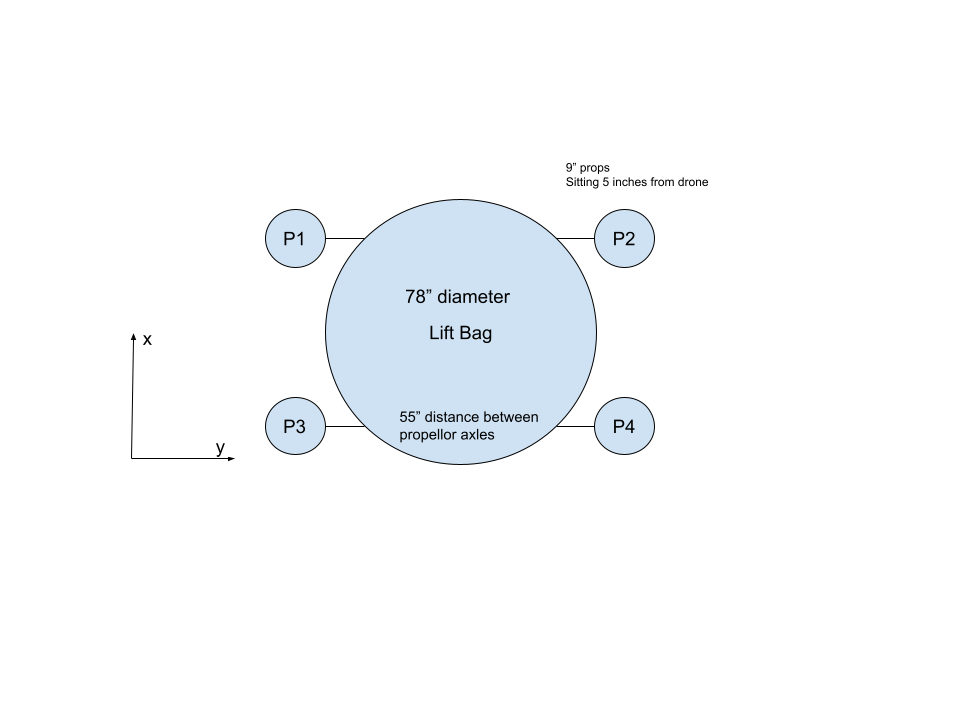 9” props
Sitting 5 inches from drone
P1
P2
78” diameter
Lift Bag
x
55” distance between
propellor axles
P3
P4
y